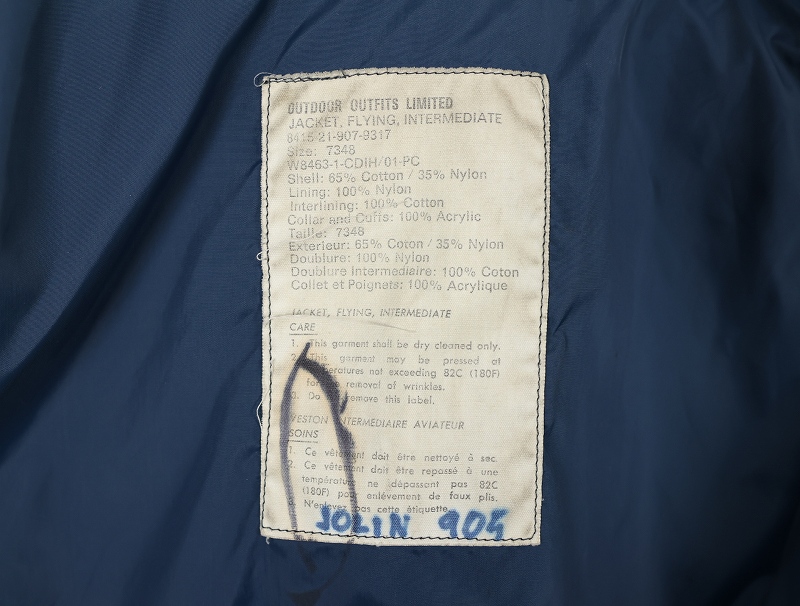 OUTDOOR OUTFITS LIMITED
JACKET, FLYING, INTERMEDIATE
8415-21-907-9317
Size: 7348
W8463-1-CDIH/01-PC
Shell: 65% Cotton / 35% Nylon
Lining: 100% Nylon
Interlining: 100% Cotton
Collar and Cuffs: 100% Acrylic
Taille: 7348
Exterieur: 65% Coton / 35% Nylon
Doublure: 100% Nylon
Doublure Intermediaire: 100% Coton
Collet et Poignets: 100% Acrylique
JACKET, FLYING, INTERMEDIATE
CARE
1. This garment shall be dry cleaned only.
2. This garment may be pressed at
temperatures not exceeding 82C (180F)
for removal of wrinkles.
3. Do remove this label.
VESTON INTERMEDIAIRE AVIATEUR
SOINS
1. Ce vêtement doit être nettoyé à sec.
2. Ce vêtement doit être repassé à une
température ne dépassant pas 82C
(180F) pour enlévement de faux plis.
3. N'enlevez pas cette étiquette.
JOLIN 905